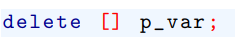 delete [] p_var;